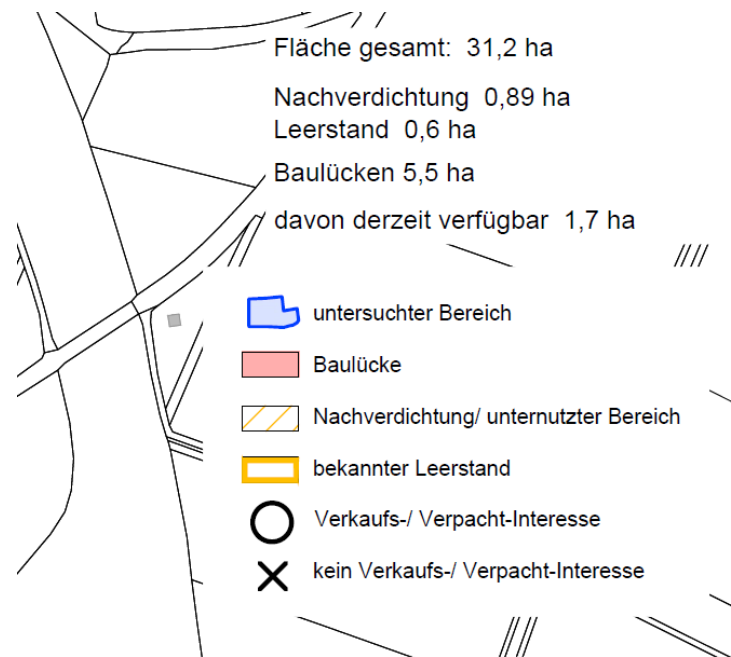 Fläche gesamt: 31,2 ha
Nachverdichtung 0,89 ha
Leerstand 0,6 ha
Baulücken 5,5 ha
davon derzeit verfügbar 1,7 ha
untersuchter Bereich
Baulücke
Nachverdichtung/ unternutzter Bereich
bekannter Leerstand
Verkaufs-/ Verpacht-Interesse
kein Verkaufs-/ Verpacht-Interesse